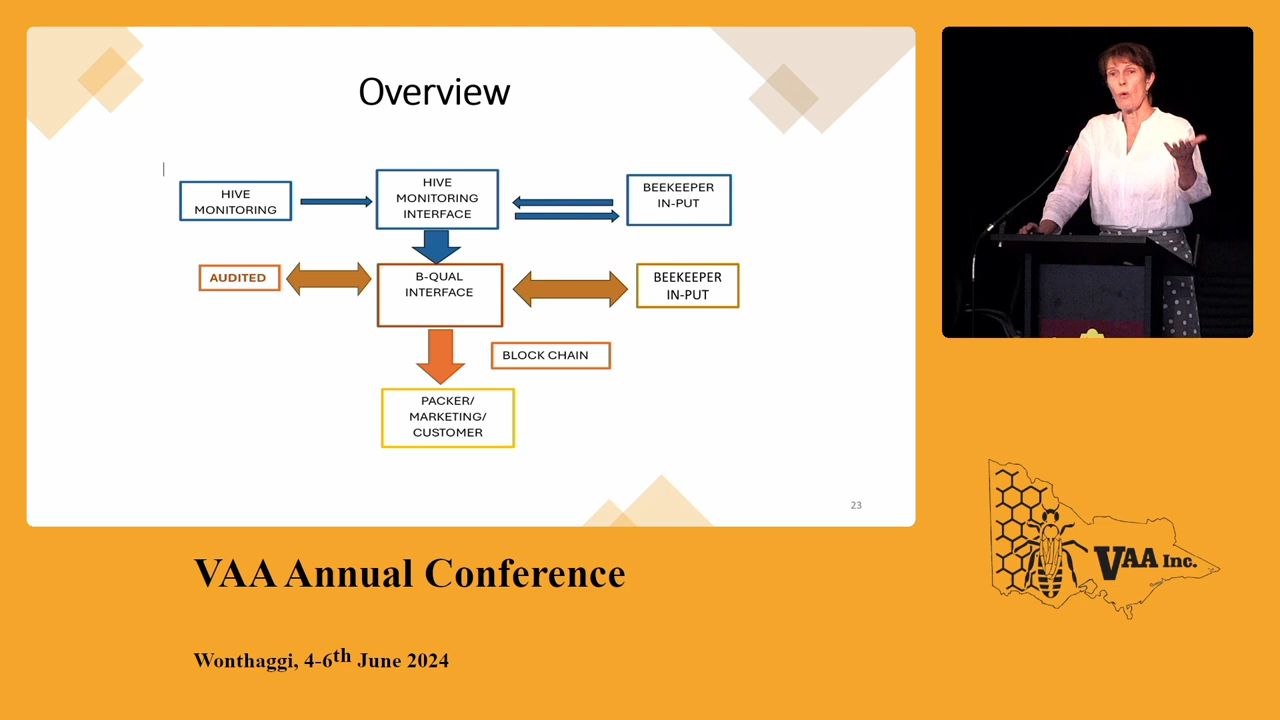 Overview
HIVE
MONITORING
HIVE
MONITORING
INTERFACE
BEEKEEPER
IN-PUT
AUDITED
B-QUAL
INTERFACE
BEEKEEPER
IN-PUT
BLOCK CHAIN
PACKER/
MARKETING/
CUSTOMER
23
VAA Annual Conference
Wonthaggi, 4-6th June 2024
VAA Inc.